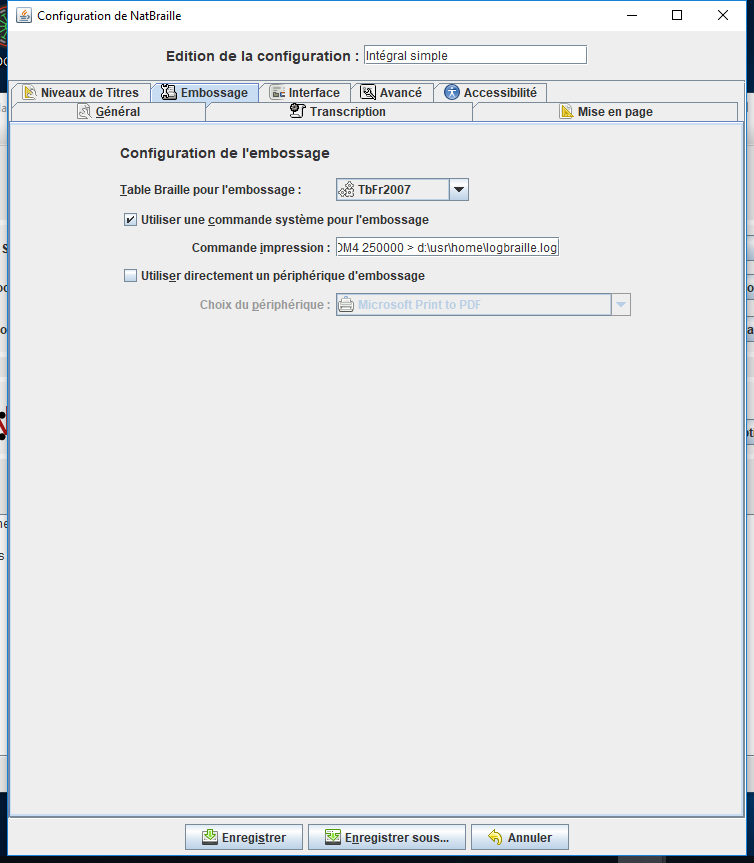 Configuration de NatBraille
Edition de la configuration : Intégral simple
Niveaux de Titres Embossage Interface Avancé Accessibilité
Général Transcription Mise en page
Configuration de l'embossage
Table Braille pour l'embossage : TbFr2007
Utiliser une commande système pour l'embossage
Commande impression : OM4 250000 > d:\usr\home\logbraille.log
Utiliser directement un périphérique d'embossage
Choix du périphérique : Microsoft Print to PDF
Enregistrer Enregistrer sous... Annuler